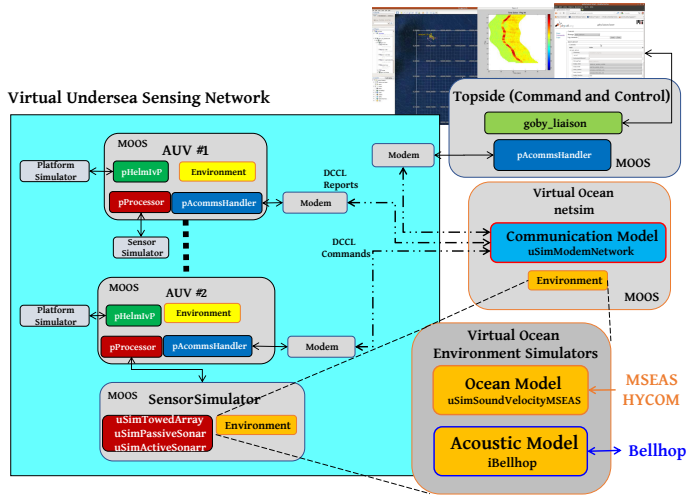 Virtual Undersea Sensing Network
Topside (Command and Control)
goby_liaison
pAcommsHandler
MOOS
Modem
MOOS
AUV #1
Platform
Simulator
pHelmIvP
Environment
pProcessor
pAcommsHandler
Sensor
Simulator
Modem
DCCL
Reports
DCCL
Commands
Virtual Ocean
netsim
Communication Model
uSimModemNetwork
Environment
MOOS
MOOS
AUV #2
Platform
Simulator
pHelmIvP
Environment
pProcessor
pAcommsHandler
Modem
MOOS
SensorSimulator
uSimTowedArray
uSimPassiveSonar
uSimActiveSonarr
Environment
Virtual Ocean
Environment Simulators
Ocean Model
uSimSoundVelocityMSEAS
MSEAS
HYCOM
Acoustic Model
iBellhop
Bellhop